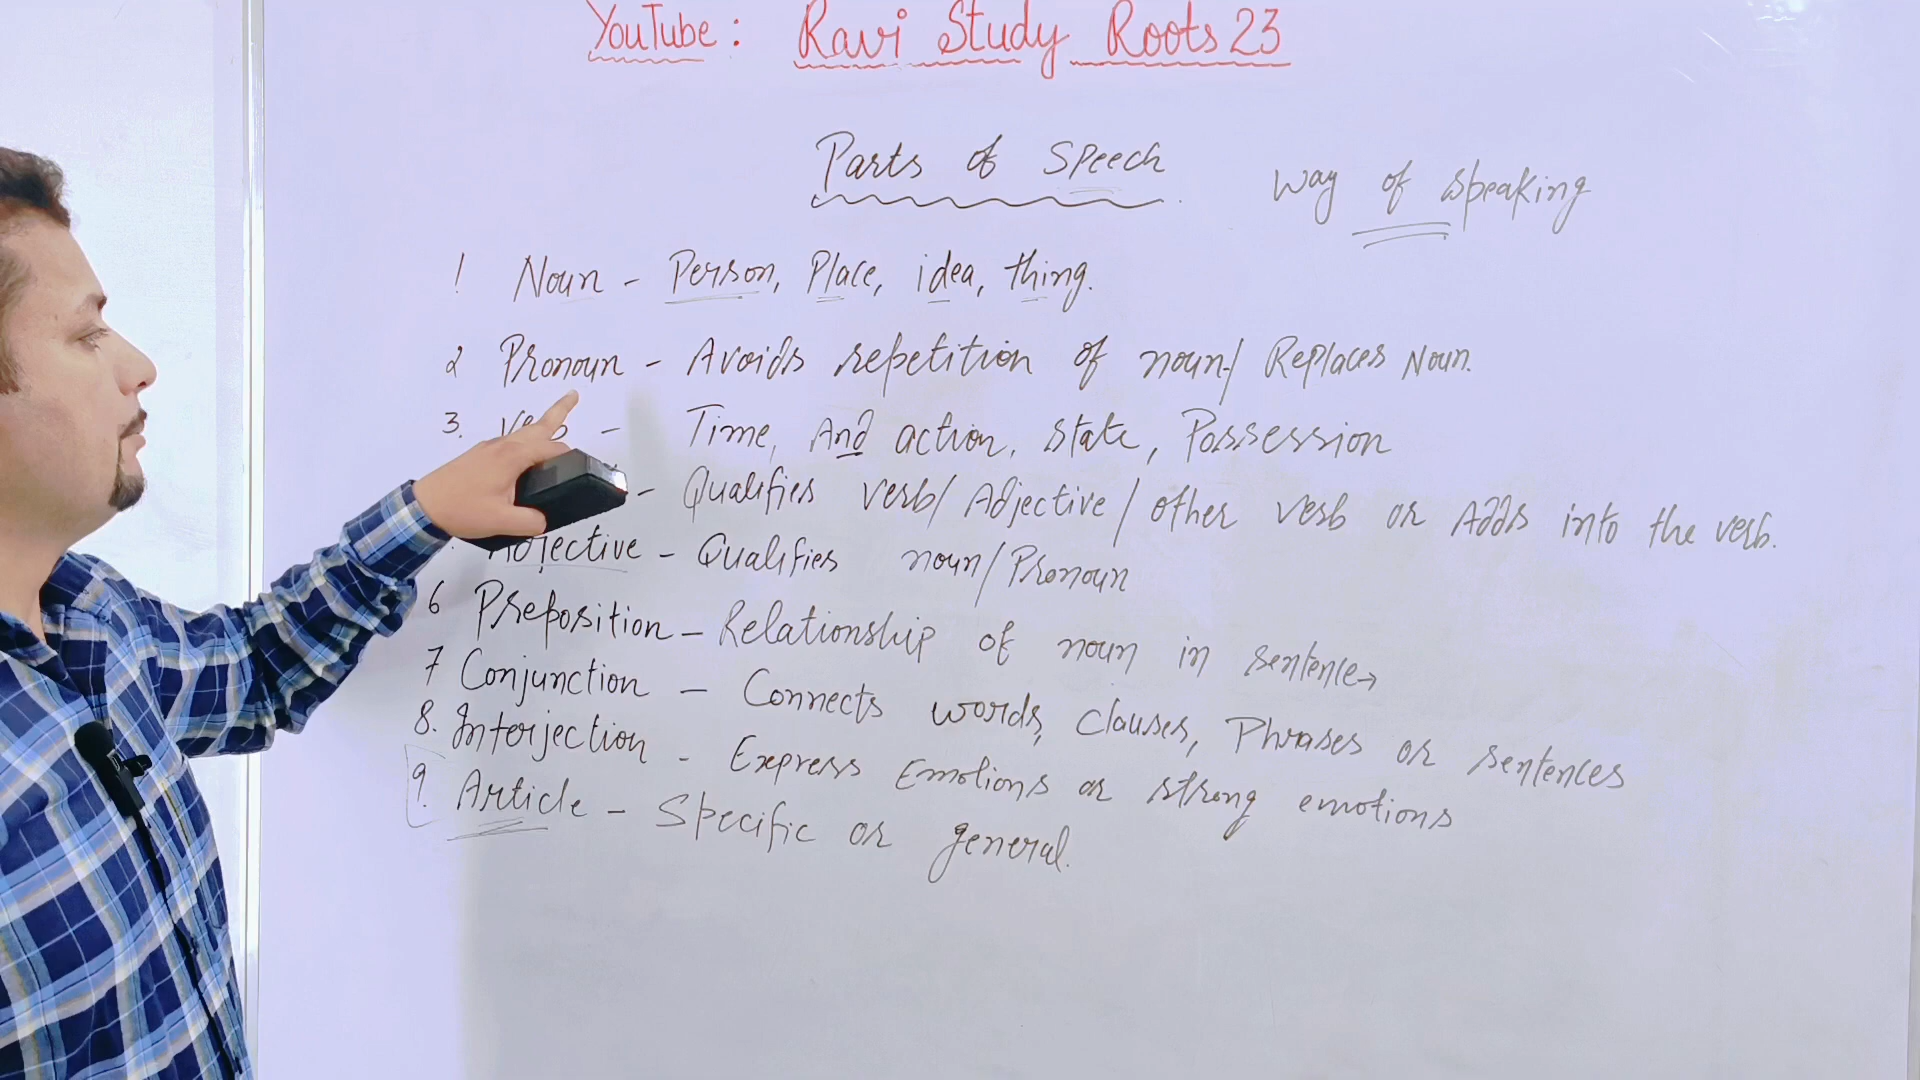 YouTube: Ravi Study Roots 23
Parts of Speech
Way of speaking
1 Noun - Person, Place, idea, thing.
2 Pronoun - Avoids repetition of noun/ Replaces Noun.
3. Verb - Time, And action, state, Possession
- Qualifies verb/ Adjective/ other verb or Adds into the verb.
Adjective - Qualifies noun/Pronoun
6 Preposition - Relationship of noun in sentence
7 Conjunction - Connects words, Clauses, Phrases or sentences
8. Interjection - Express Emotions or strong emotions
9. Article - Specific or general.